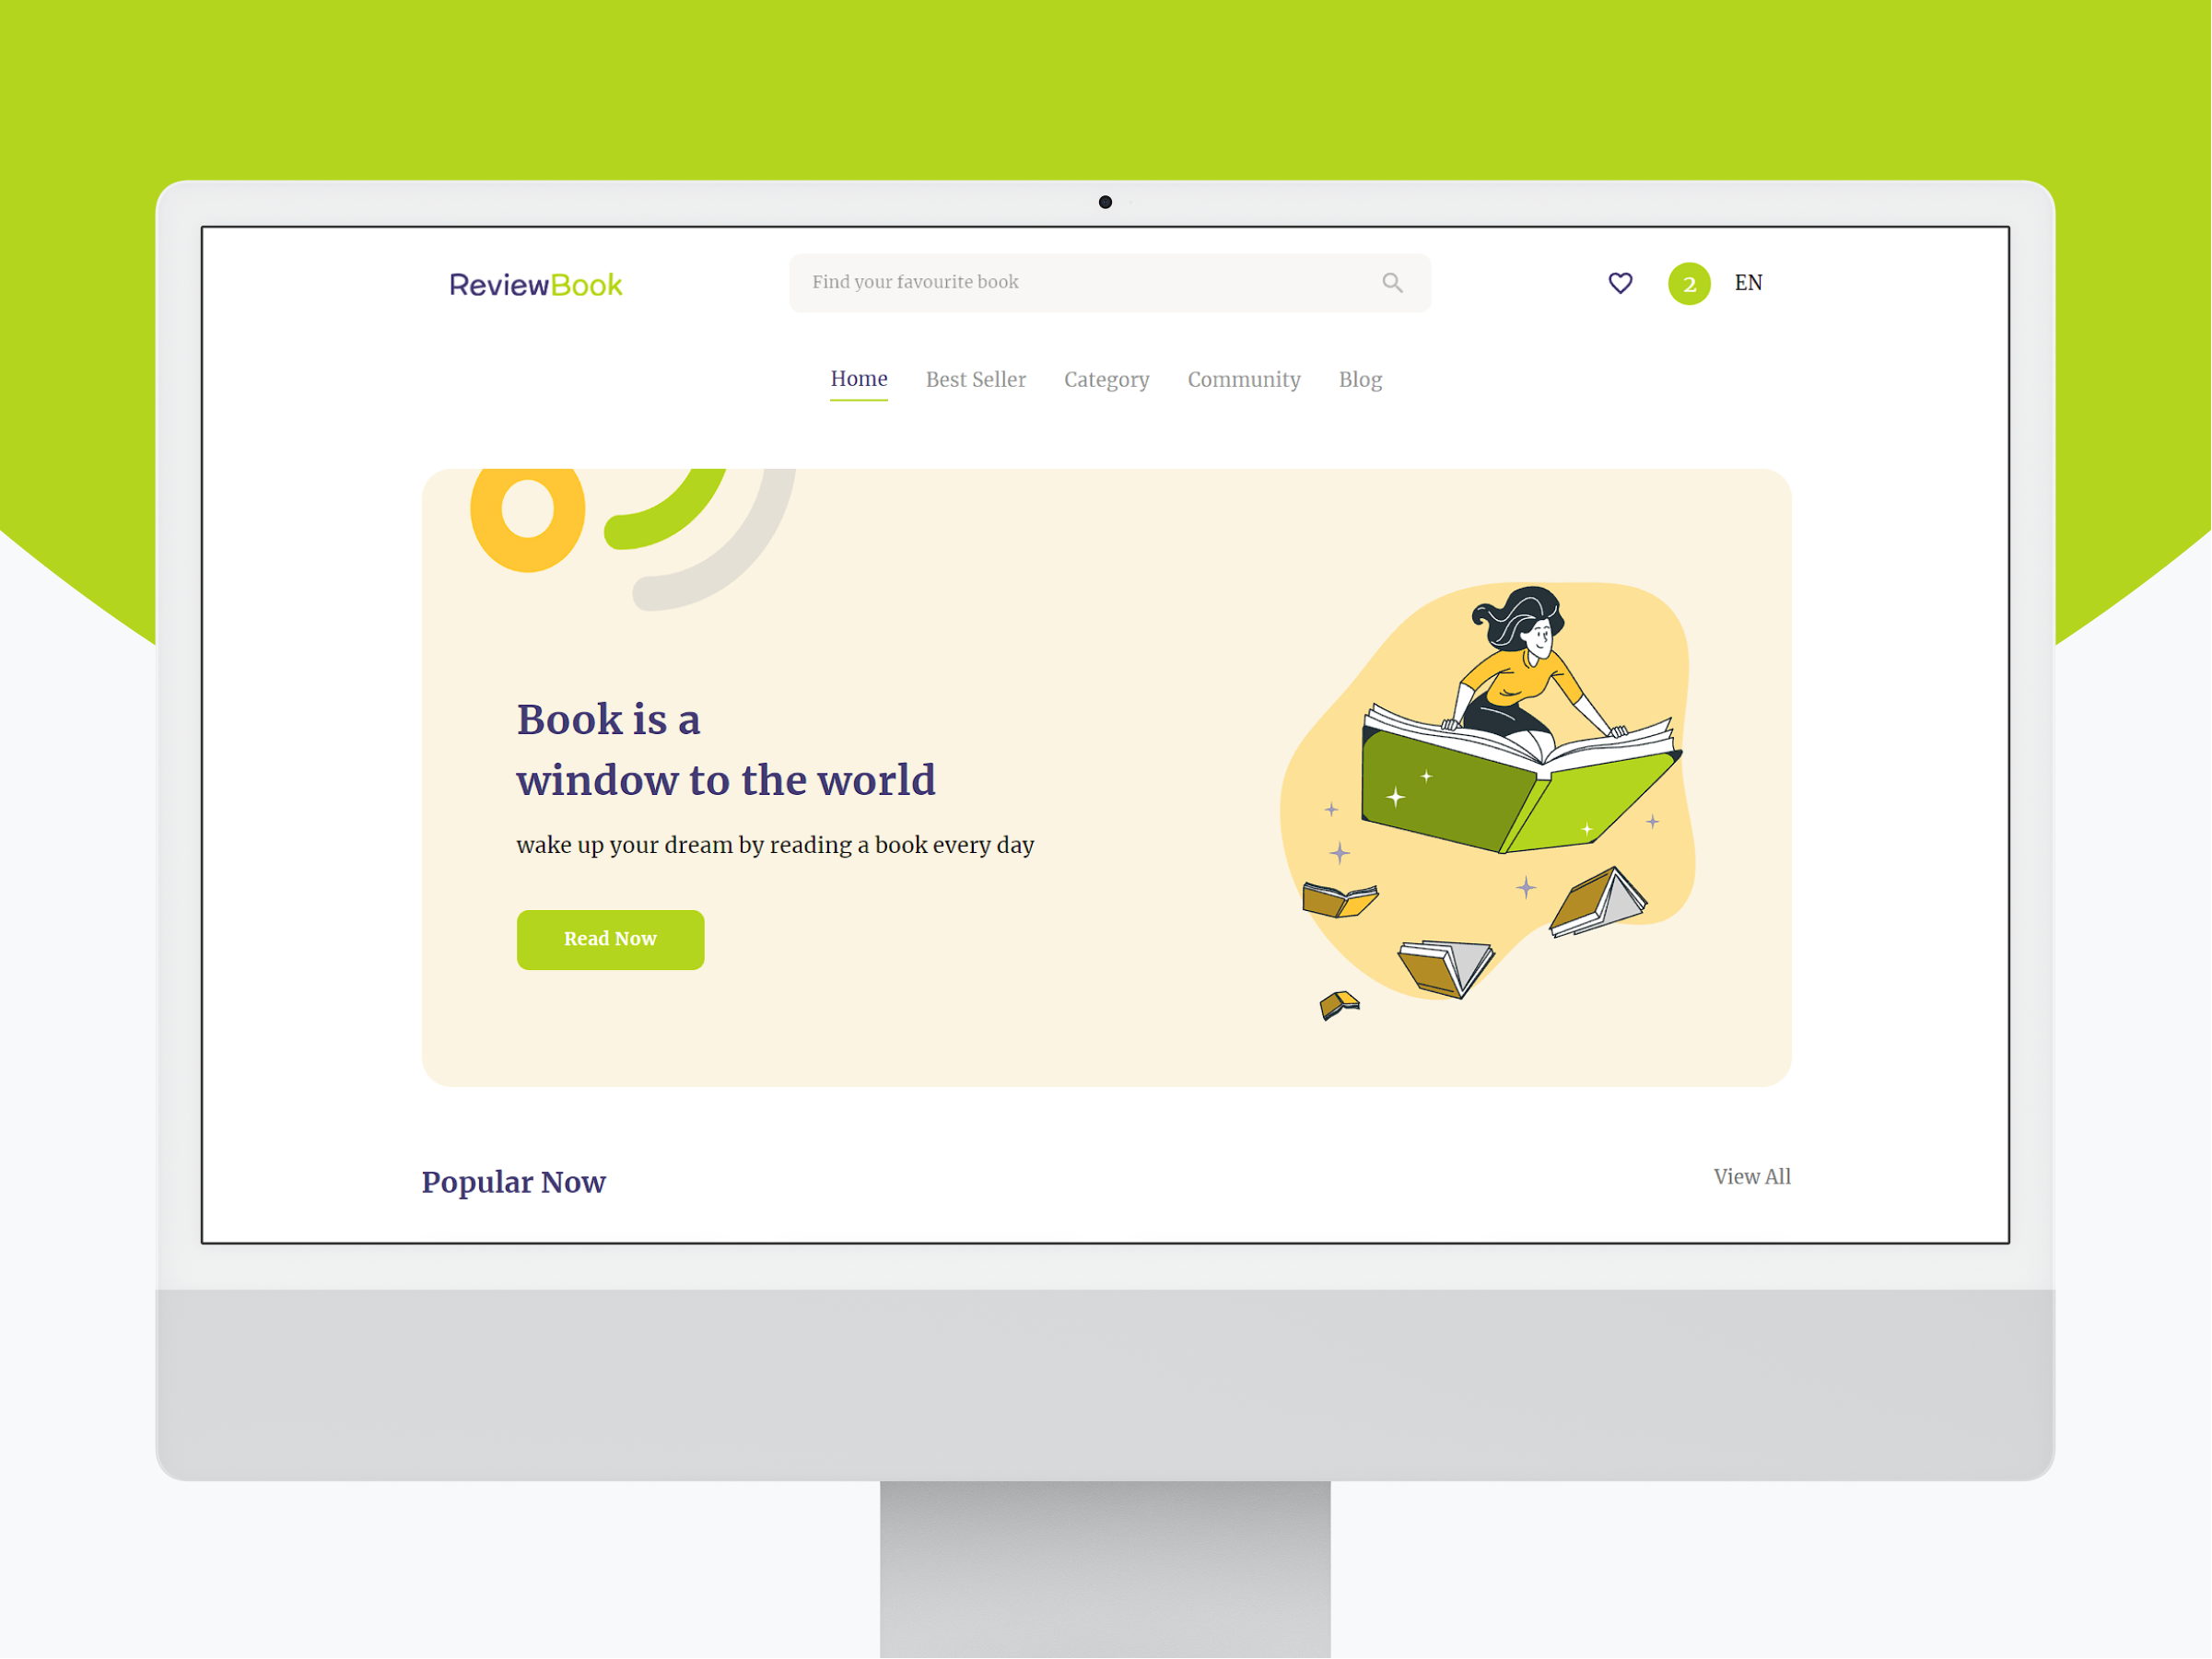 ReviewBook
Find your favourite book
2
EN
Home
Best Seller
Category
Community
Blog
Book is a
window to the world
wake up your dream by reading a book every day
Read Now
Popular Now
View All